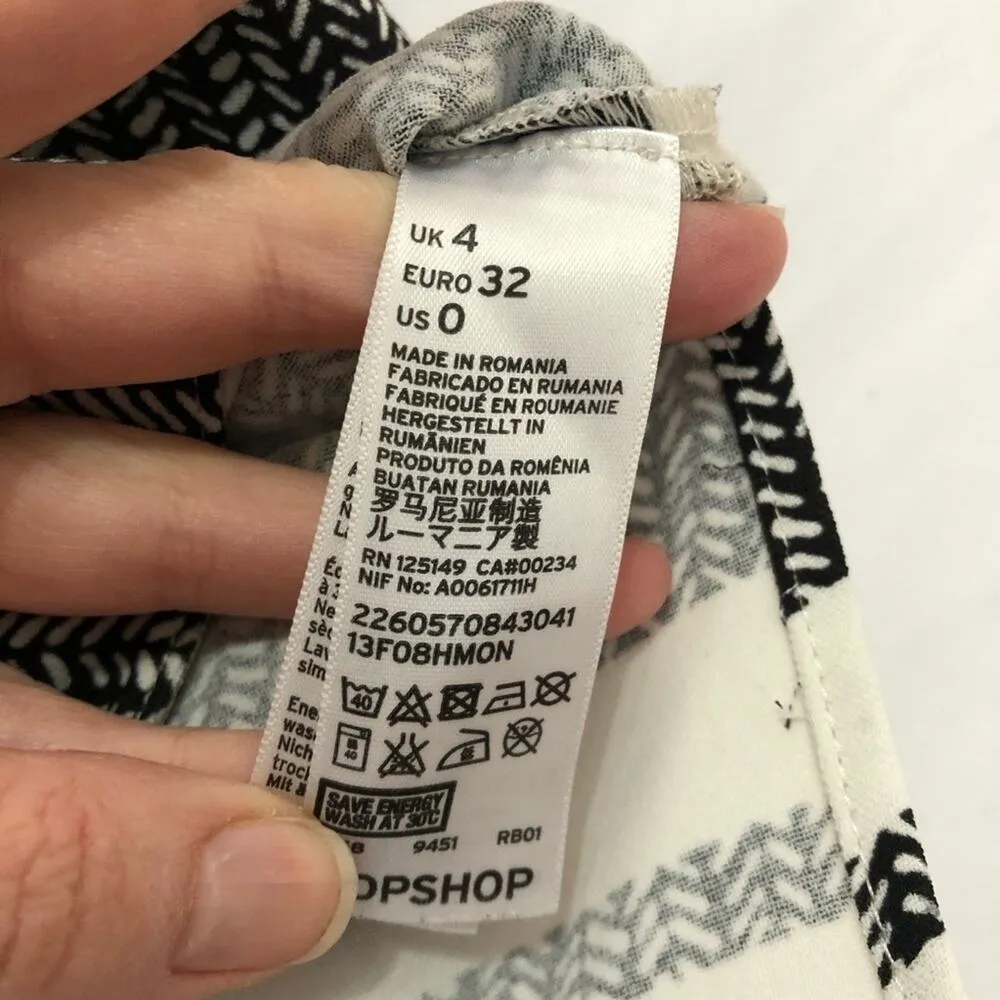 UK 4
EURO 32
US 0
MADE IN ROMANIA
FABRICADO EN RUMANIA
FABRIQUÉ EN ROUMANIE
HERGESTELLT IN
RUMÄNIEN
PRODUTO DA ROMÊNIA
BUATAN RUMANIA
罗马尼亚制造
ルーマニア製
RN 125149 CA#00234
NIF No: A0061711H
2260570843041
13F08HMON
40
40
SAVE ENERGY
WASH AT 30°C
9451 RB01
OPSHOP